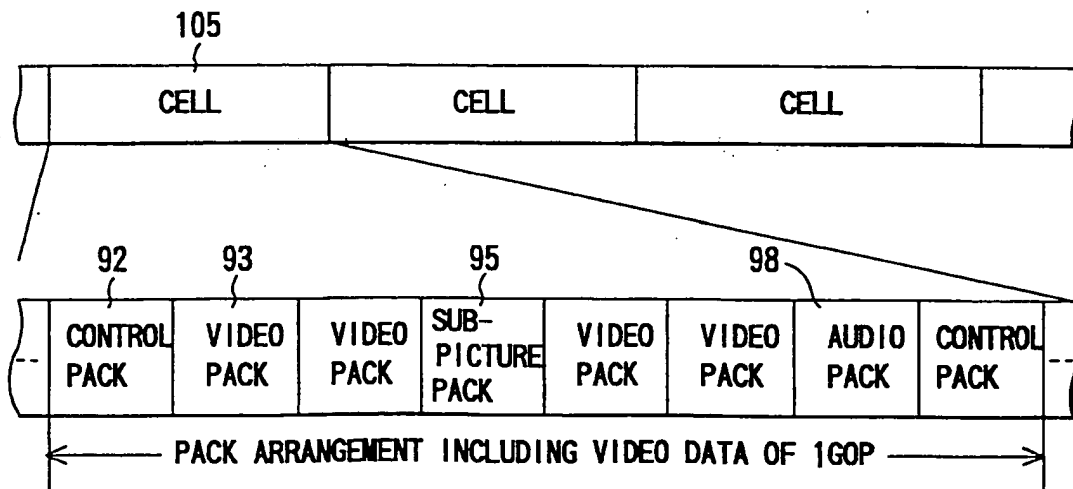 105
CELL CELL CELL
92 93 95 98
CONTROL PACK VIDEO PACK VIDEO PACK SUB-PICTURE PACK VIDEO PACK VIDEO PACK AUDIO PACK CONTROL PACK
PACK ARRANGEMENT INCLUDING VIDEO DATA OF 1GOP